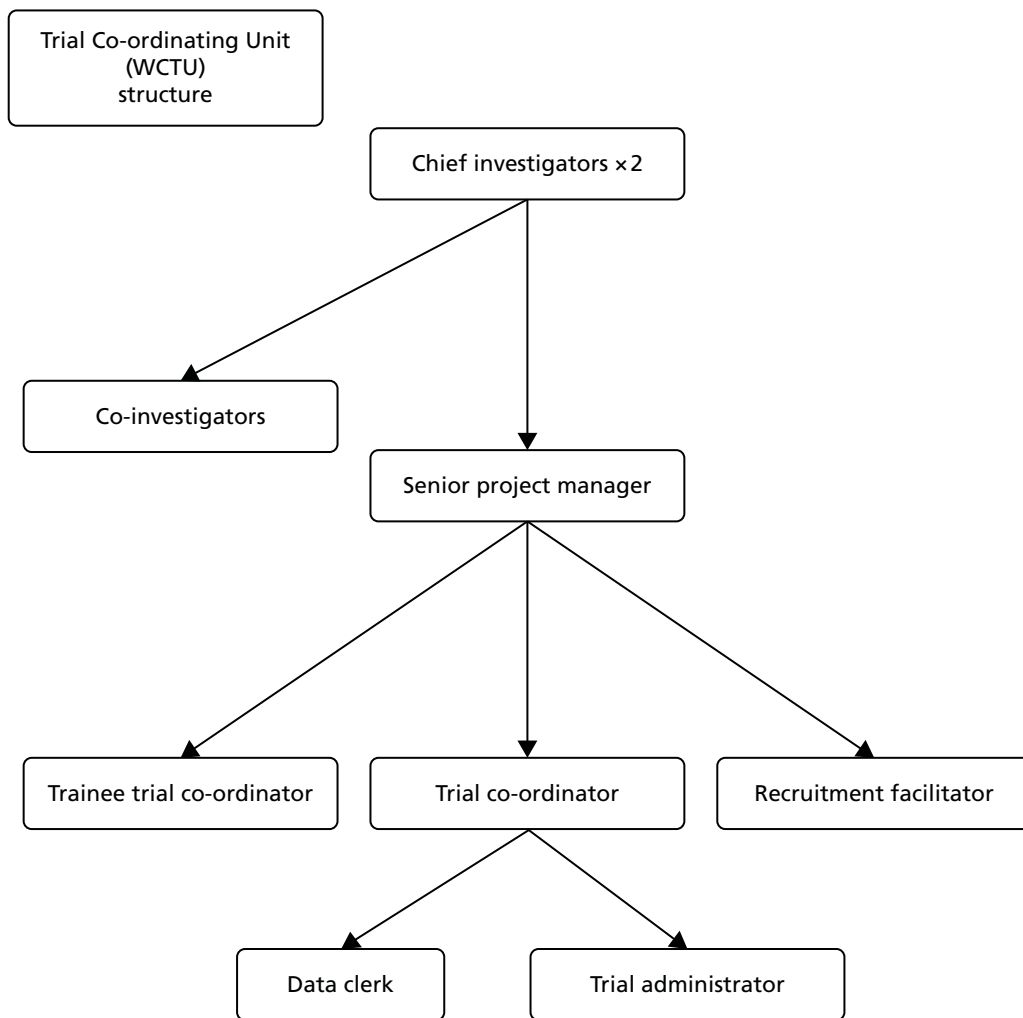 Trial Co-ordinating Unit
(WCTU)
structure
Chief investigators ×2
Co-investigators
Senior project manager
Trainee trial co-ordinator
Trial co-ordinator
Recruitment facilitator
Data clerk
Trial administrator